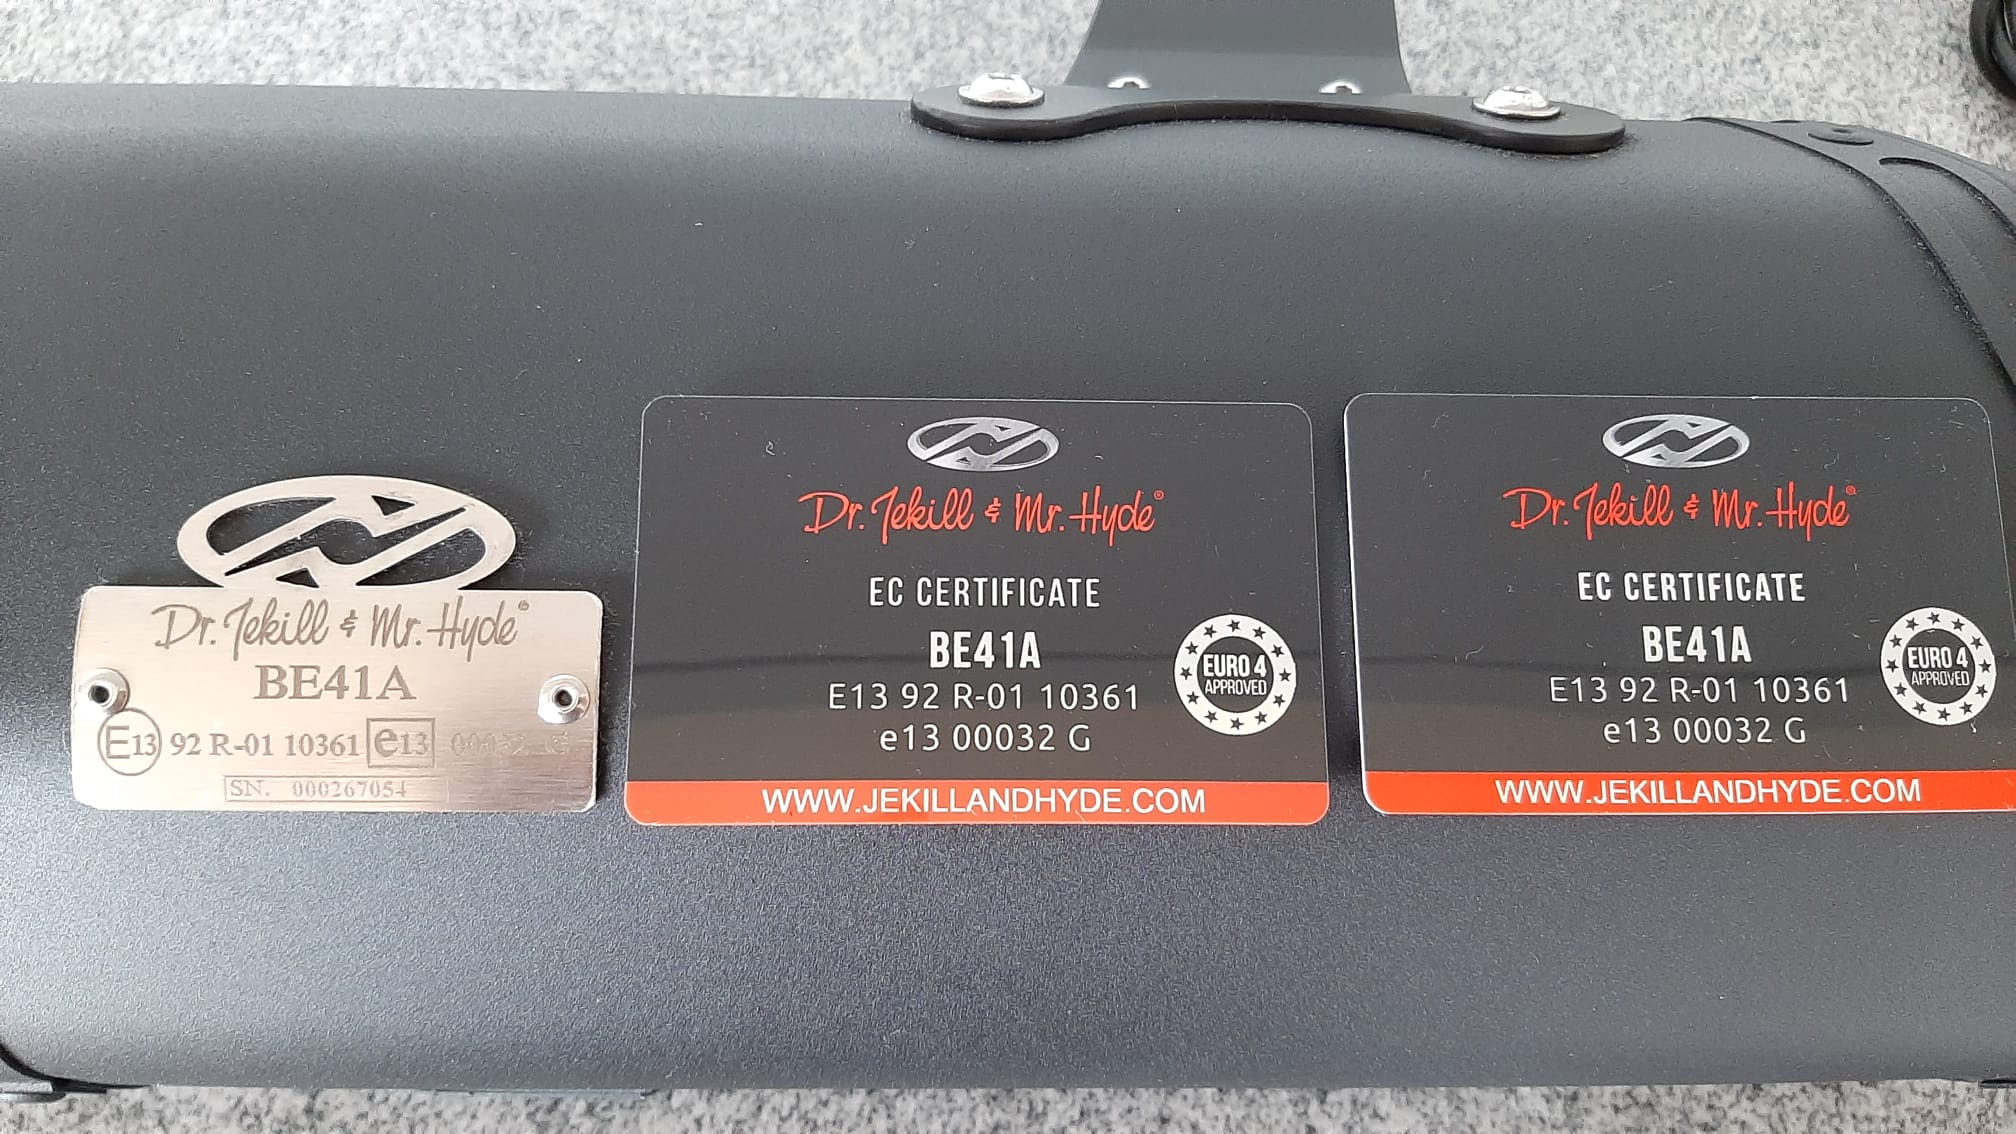 Dr. Jekill & Mr. Hyde®
BE41A
E13 92 R-01 10361 e13 00032 G
SN. 000267054
Dr. Jekill & Mr. Hyde®
EC CERTIFICATE
BE41A
E13 92 R-01 10361
e13 00032 G
EURO 4
APPROVED
WWW.JEKILLANDHYDE.COM
Dr. Jekill & Mr. Hyde®
EC CERTIFICATE
BE41A
E13 92 R-01 10361
e13 00032 G
EURO 4
APPROVED
WWW.JEKILLANDHYDE.COM